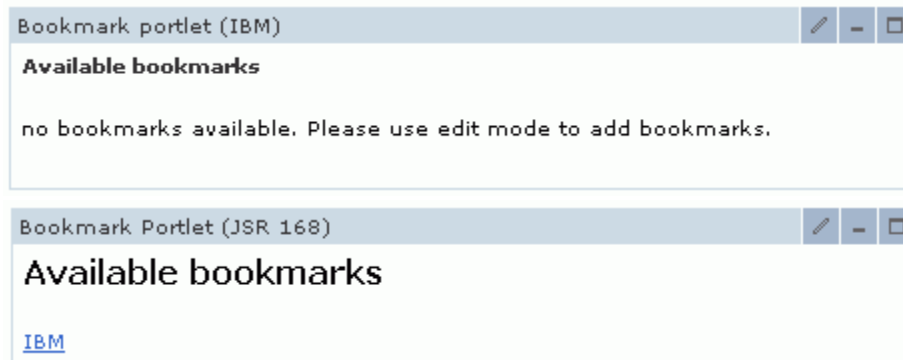 Bookmark portlet (IBM)
Available bookmarks
no bookmarks available. Please use edit mode to add bookmarks.
Bookmark Portlet (JSR 168)
Available bookmarks
IBM